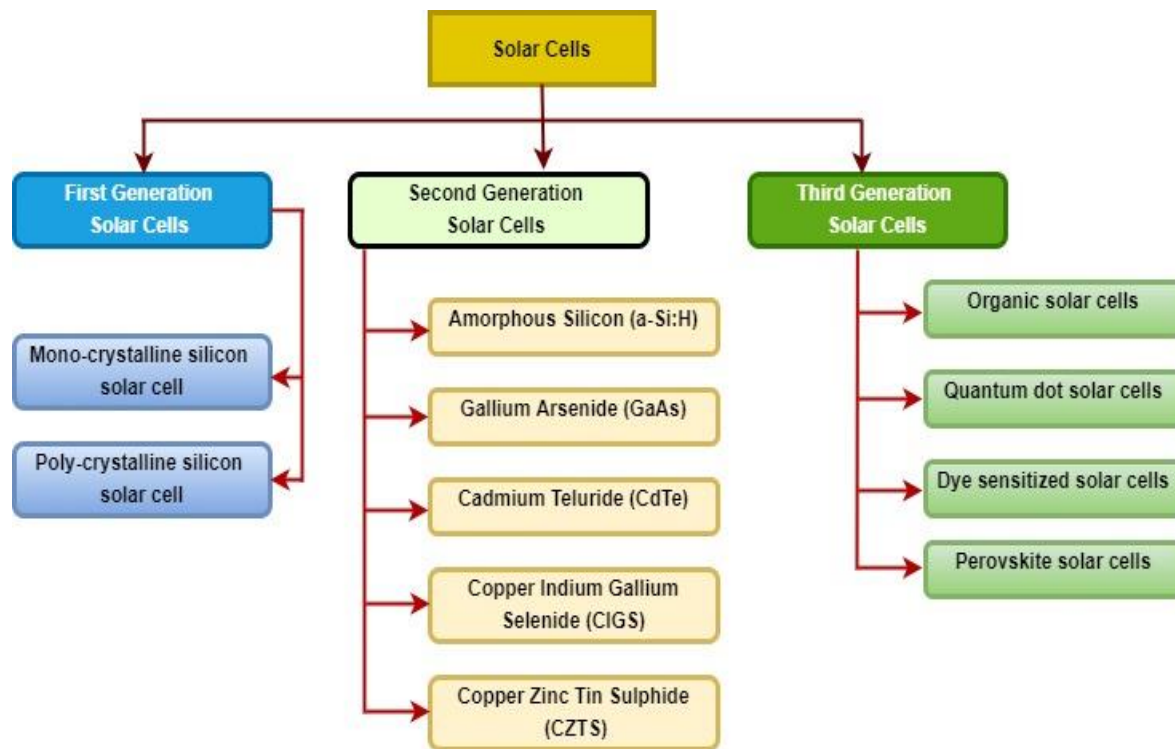 Solar Cells
First Generation
Solar Cells
Second Generation
Solar Cells
Third Generation
Solar Cells
Mono-crystalline silicon
solar cell
Poly-crystalline silicon
solar cell
Amorphous Silicon (a-Si:H)
Gallium Arsenide (GaAs)
Cadmium Teluride (CdTe)
Copper Indium Gallium
Selenide (CIGS)
Copper Zinc Tin Sulphide
(CZTS)
Organic solar cells
Quantum dot solar cells
Dye sensitized solar cells
Perovskite solar cells